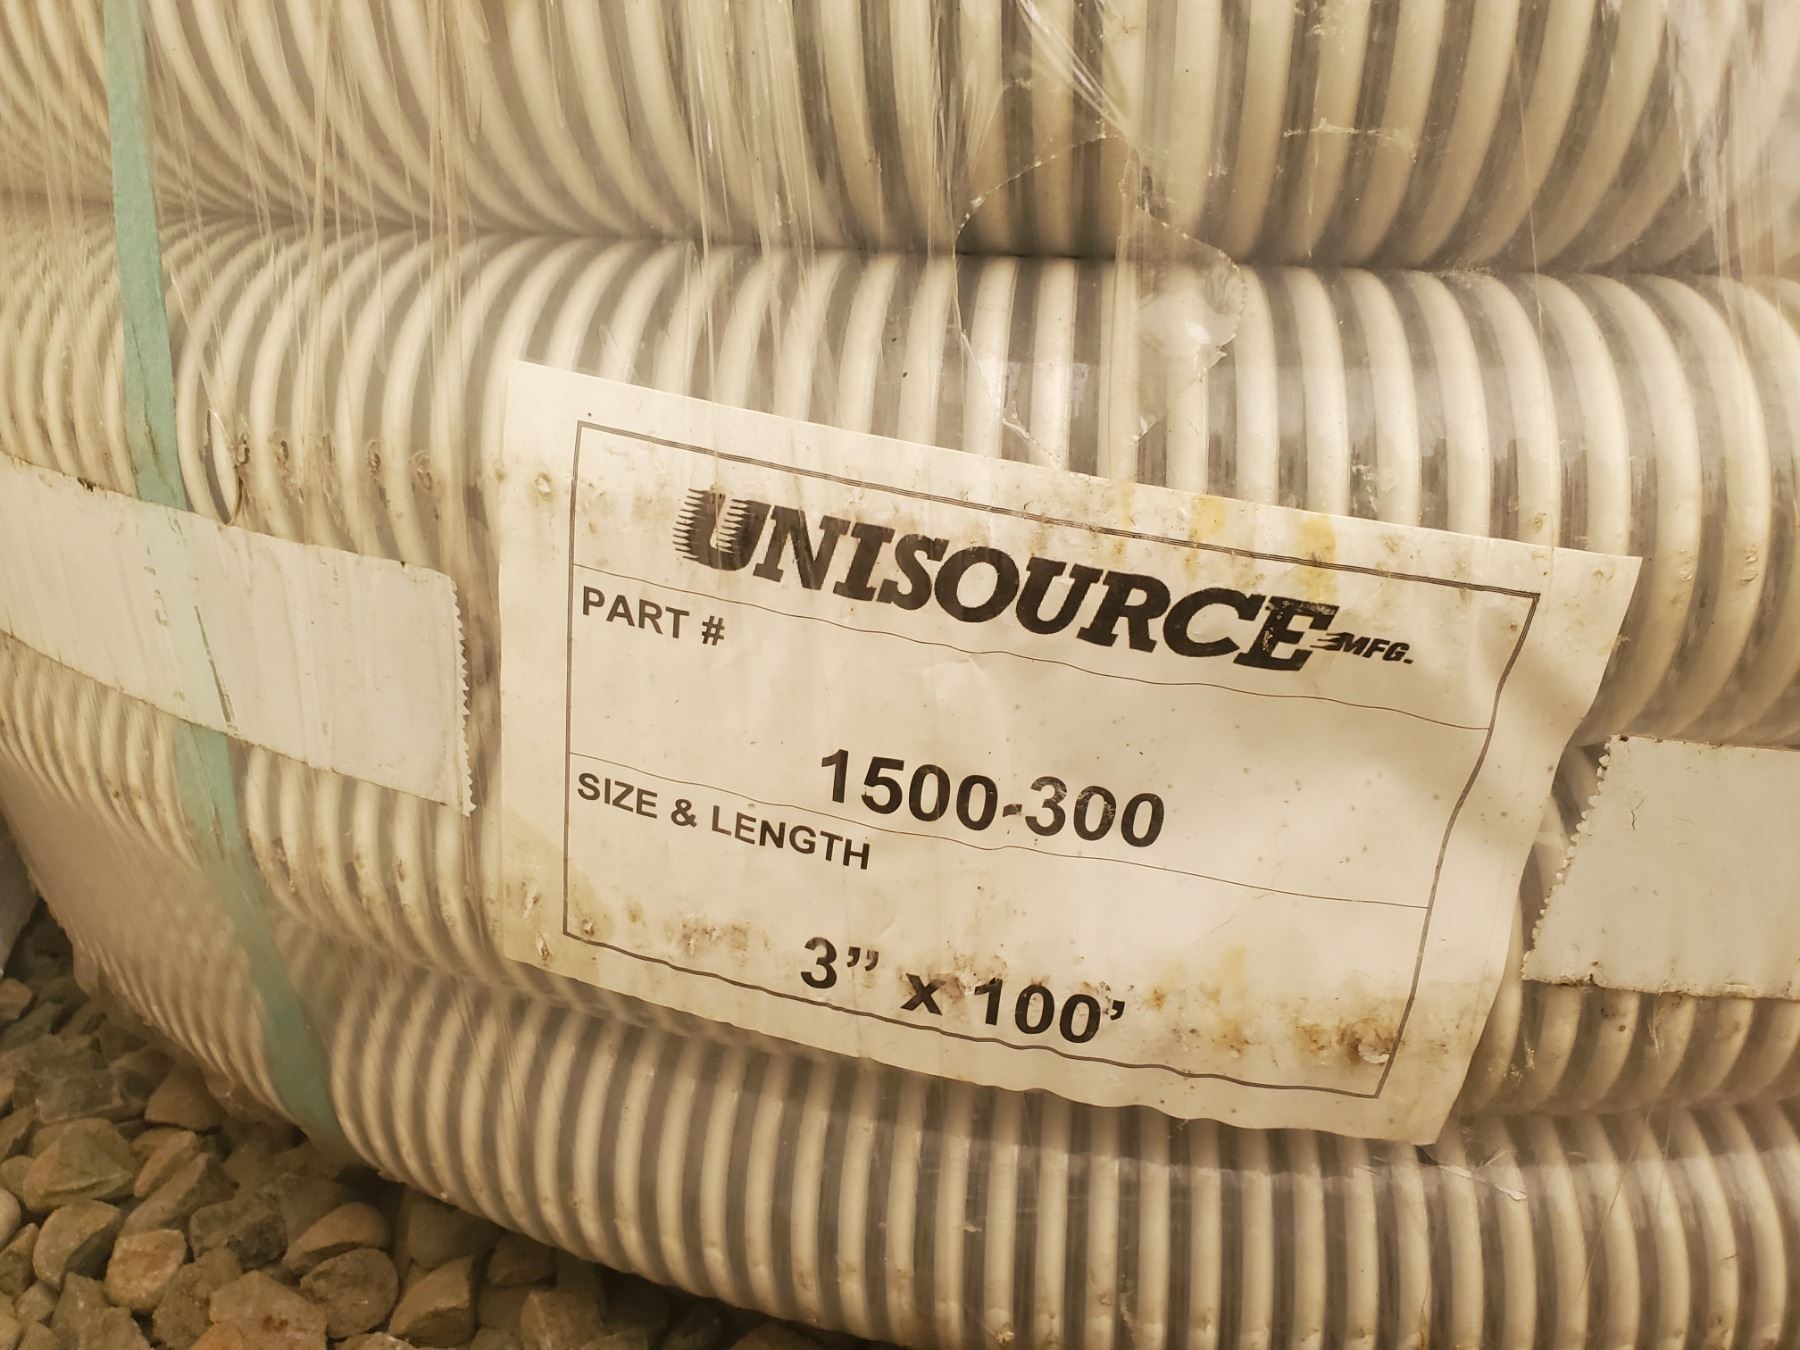 UNISOURCE MFG.
PART #
1500-300
SIZE & LENGTH
3” x 100’